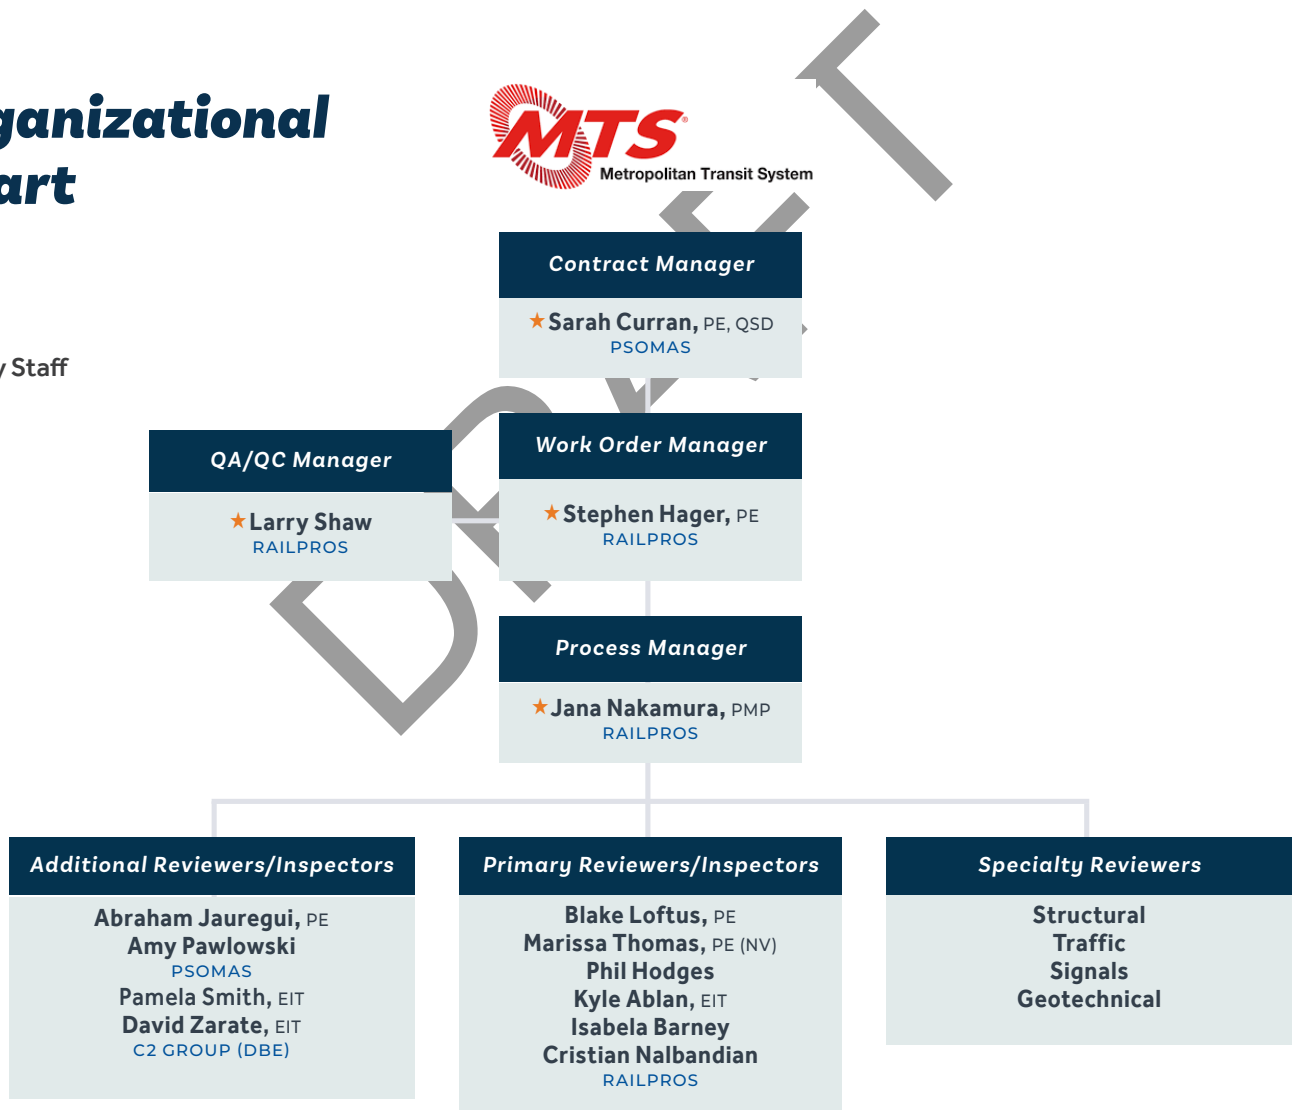 ganizational
art
MTS
Metropolitan Transit System
DRAFT
Contract Manager
★Sarah Curran, PE, QSD
PSOMAS
y Staff
QA/QC Manager
★Larry Shaw
RAILPROS
Work Order Manager
★Stephen Hager, PE
RAILPROS
Process Manager
★Jana Nakamura, PMP
RAILPROS
Additional Reviewers/Inspectors
Abraham Jauregui, PE
Amy Pawlowski
PSOMAS
Pamela Smith, EIT
David Zarate, EIT
C2 GROUP (DBE)
Primary Reviewers/Inspectors
Blake Loftus, PE
Marissa Thomas, PE (NV)
Phil Hodges
Kyle Ablan, EIT
Isabela Barney
Cristian Nalbandian
RAILPROS
Specialty Reviewers
Structural
Traffic
Signals
Geotechnical